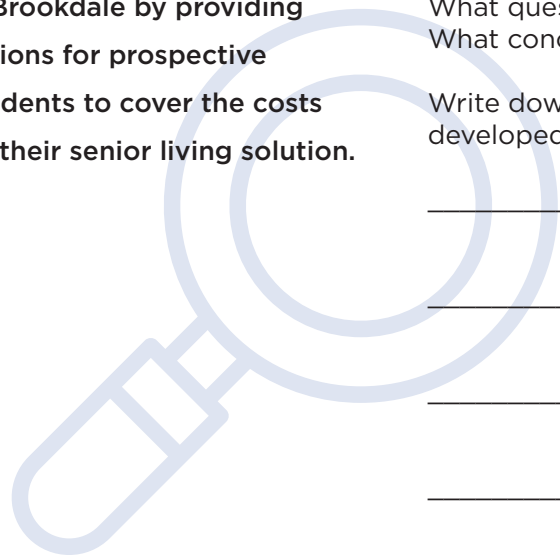 Brookdale by providing
ions for prospective
dents to cover the costs
their senior living solution.
What ques
What conc
Write dow
developed